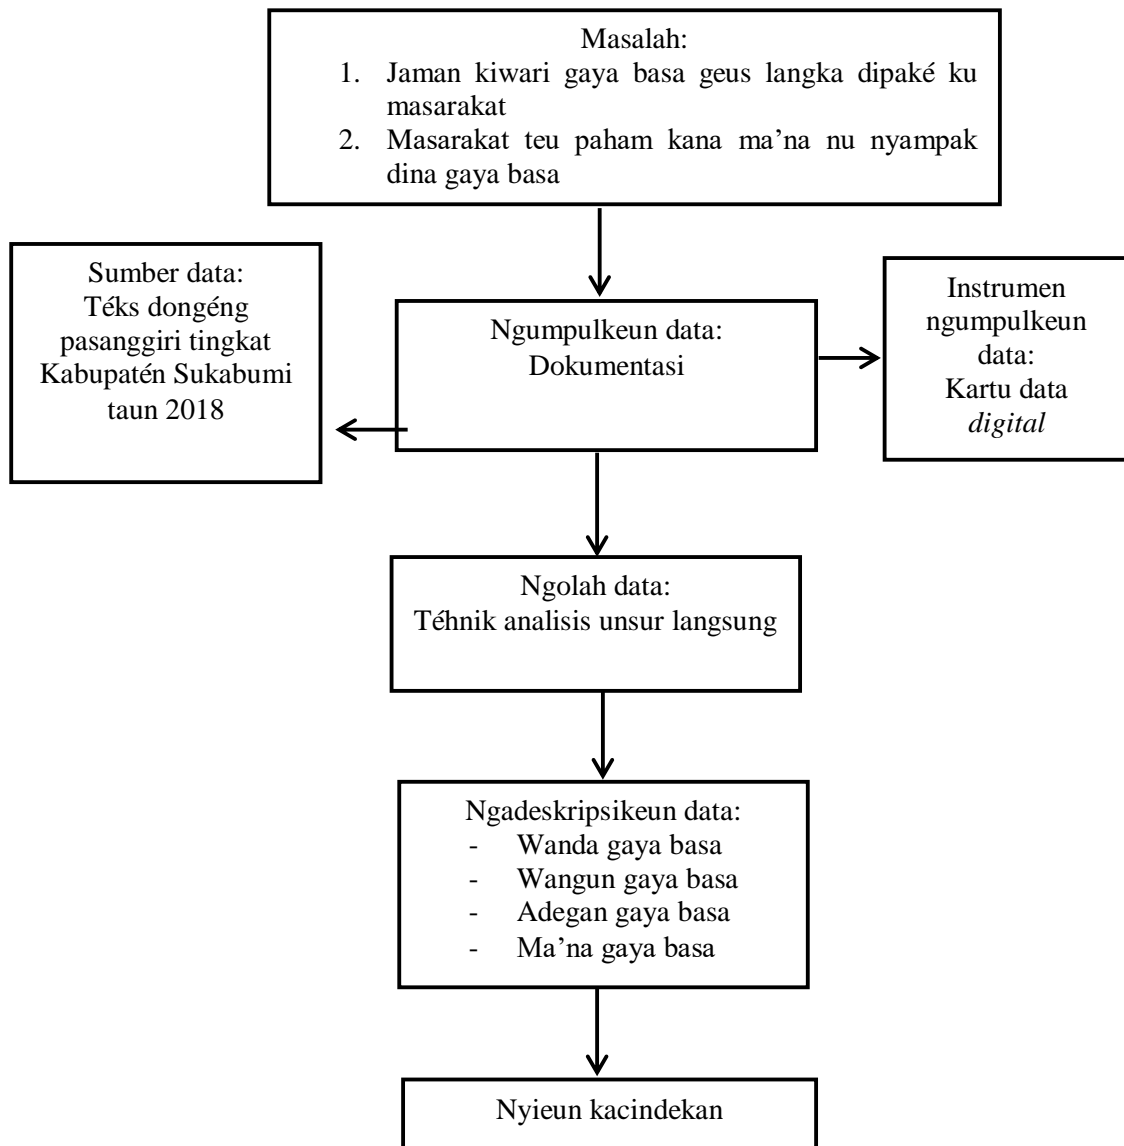 Masalah:
1. Jaman kiwari gaya basa geus langka dipaké ku
masarakat
2. Masarakat teu paham kana ma’na nu nyampak
dina gaya basa
Sumber data:
Téks dongéng
pasanggiri tingkat
Kabupatén Sukabumi
taun 2018
Ngumpulkeun data:
Dokumentasi
Instrumen
ngumpulkeun
data:
Kartu data
digital
Ngolah data:
Téhnik analisis unsur langsung
Ngadeskripsikeun data:
- Wanda gaya basa
- Wangun gaya basa
- Adegan gaya basa
- Ma’na gaya basa
Nyieun kacindekan